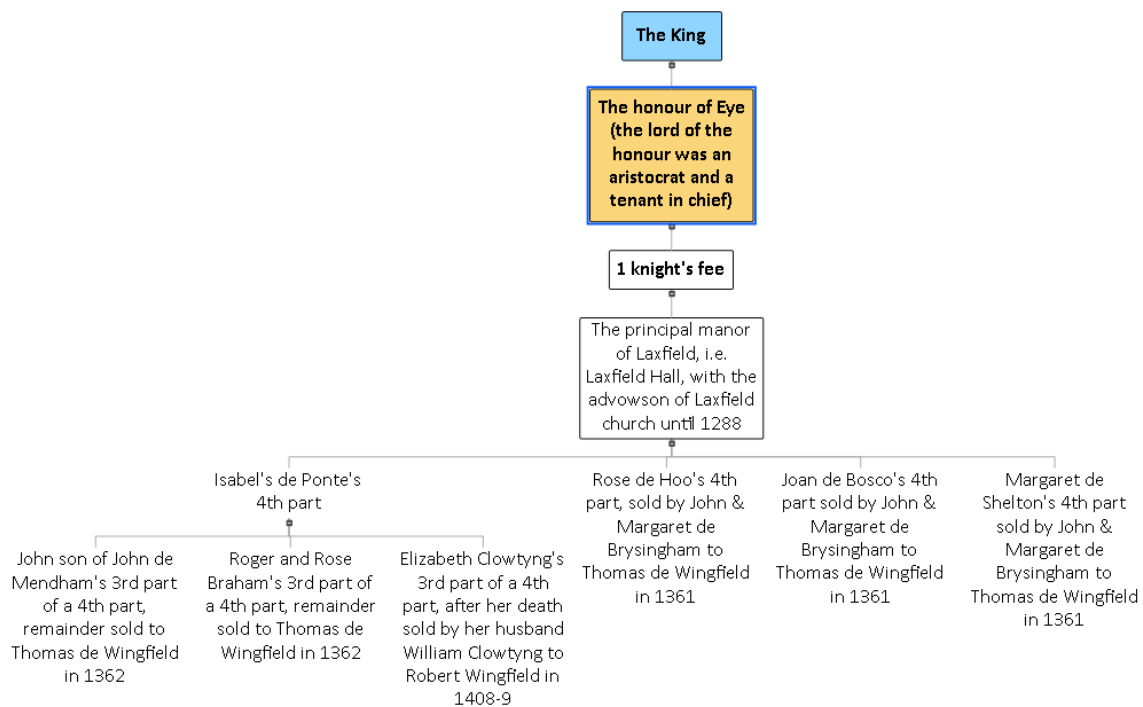 The King
The honour of Eye
(the lord of the
honour was an
aristocrat and a
tenant in chief)
1 knight's fee
The principal manor
of Laxfield, i.e.
Laxfield Hall, with the
advowson of Laxfield
church until 1288
Isabel's de Ponte's
4th part
Rose de Hoo's 4th
part, sold by John &
Margaret de
Brysingham to
Thomas de Wingfield
in 1361
Joan de Bosco's 4th
part sold by John &
Margaret de
Brysingham to
Thomas de Wingfield
in 1361
Margaret de
Shelton's 4th part
sold by John &
Margaret de
Brysingham to
Thomas de Wingfield
in 1361
John son of John de
Mendham's 3rd part
of a 4th part,
remainder sold to
Thomas de Wingfield
in 1362
Roger and Rose
Braham's 3rd part of
a 4th part, remainder
sold to Thomas de
Wingfield in 1362
Elizabeth Clowtyng's
3rd part of a 4th
part, after her death
sold by her husband
William Clowtyng to
Robert Wingfield in
1408-9